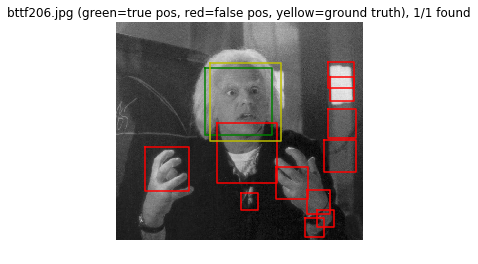 bttf206.jpg (green=true pos, red=false pos, yellow=ground truth), 1/1 found